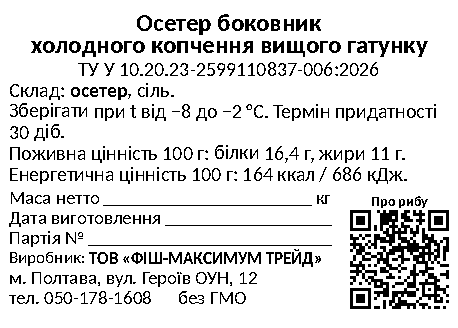 Осетер боковник
холодного копчення вищого гатунку
ТУ У 10.20.23-2599110837-006:2026
Склад: осетер, сіль.
Зберігати при t від −8 до −2 °С. Термін придатності
30 діб.
Поживна цінність 100 г: білки 16,4 г, жири 11 г.
Енергетична цінність 100 г: 164 ккал / 686 кДж.
Маса нетто ____________________ кг
Дата виготовлення ________________
Партія № _______________________
Про рибу
Виробник: ТОВ «ФІШ-МАКСИМУМ ТРЕЙД»
м. Полтава, вул. Героїв ОУН, 12
тел. 050-178-1608 без ГМО